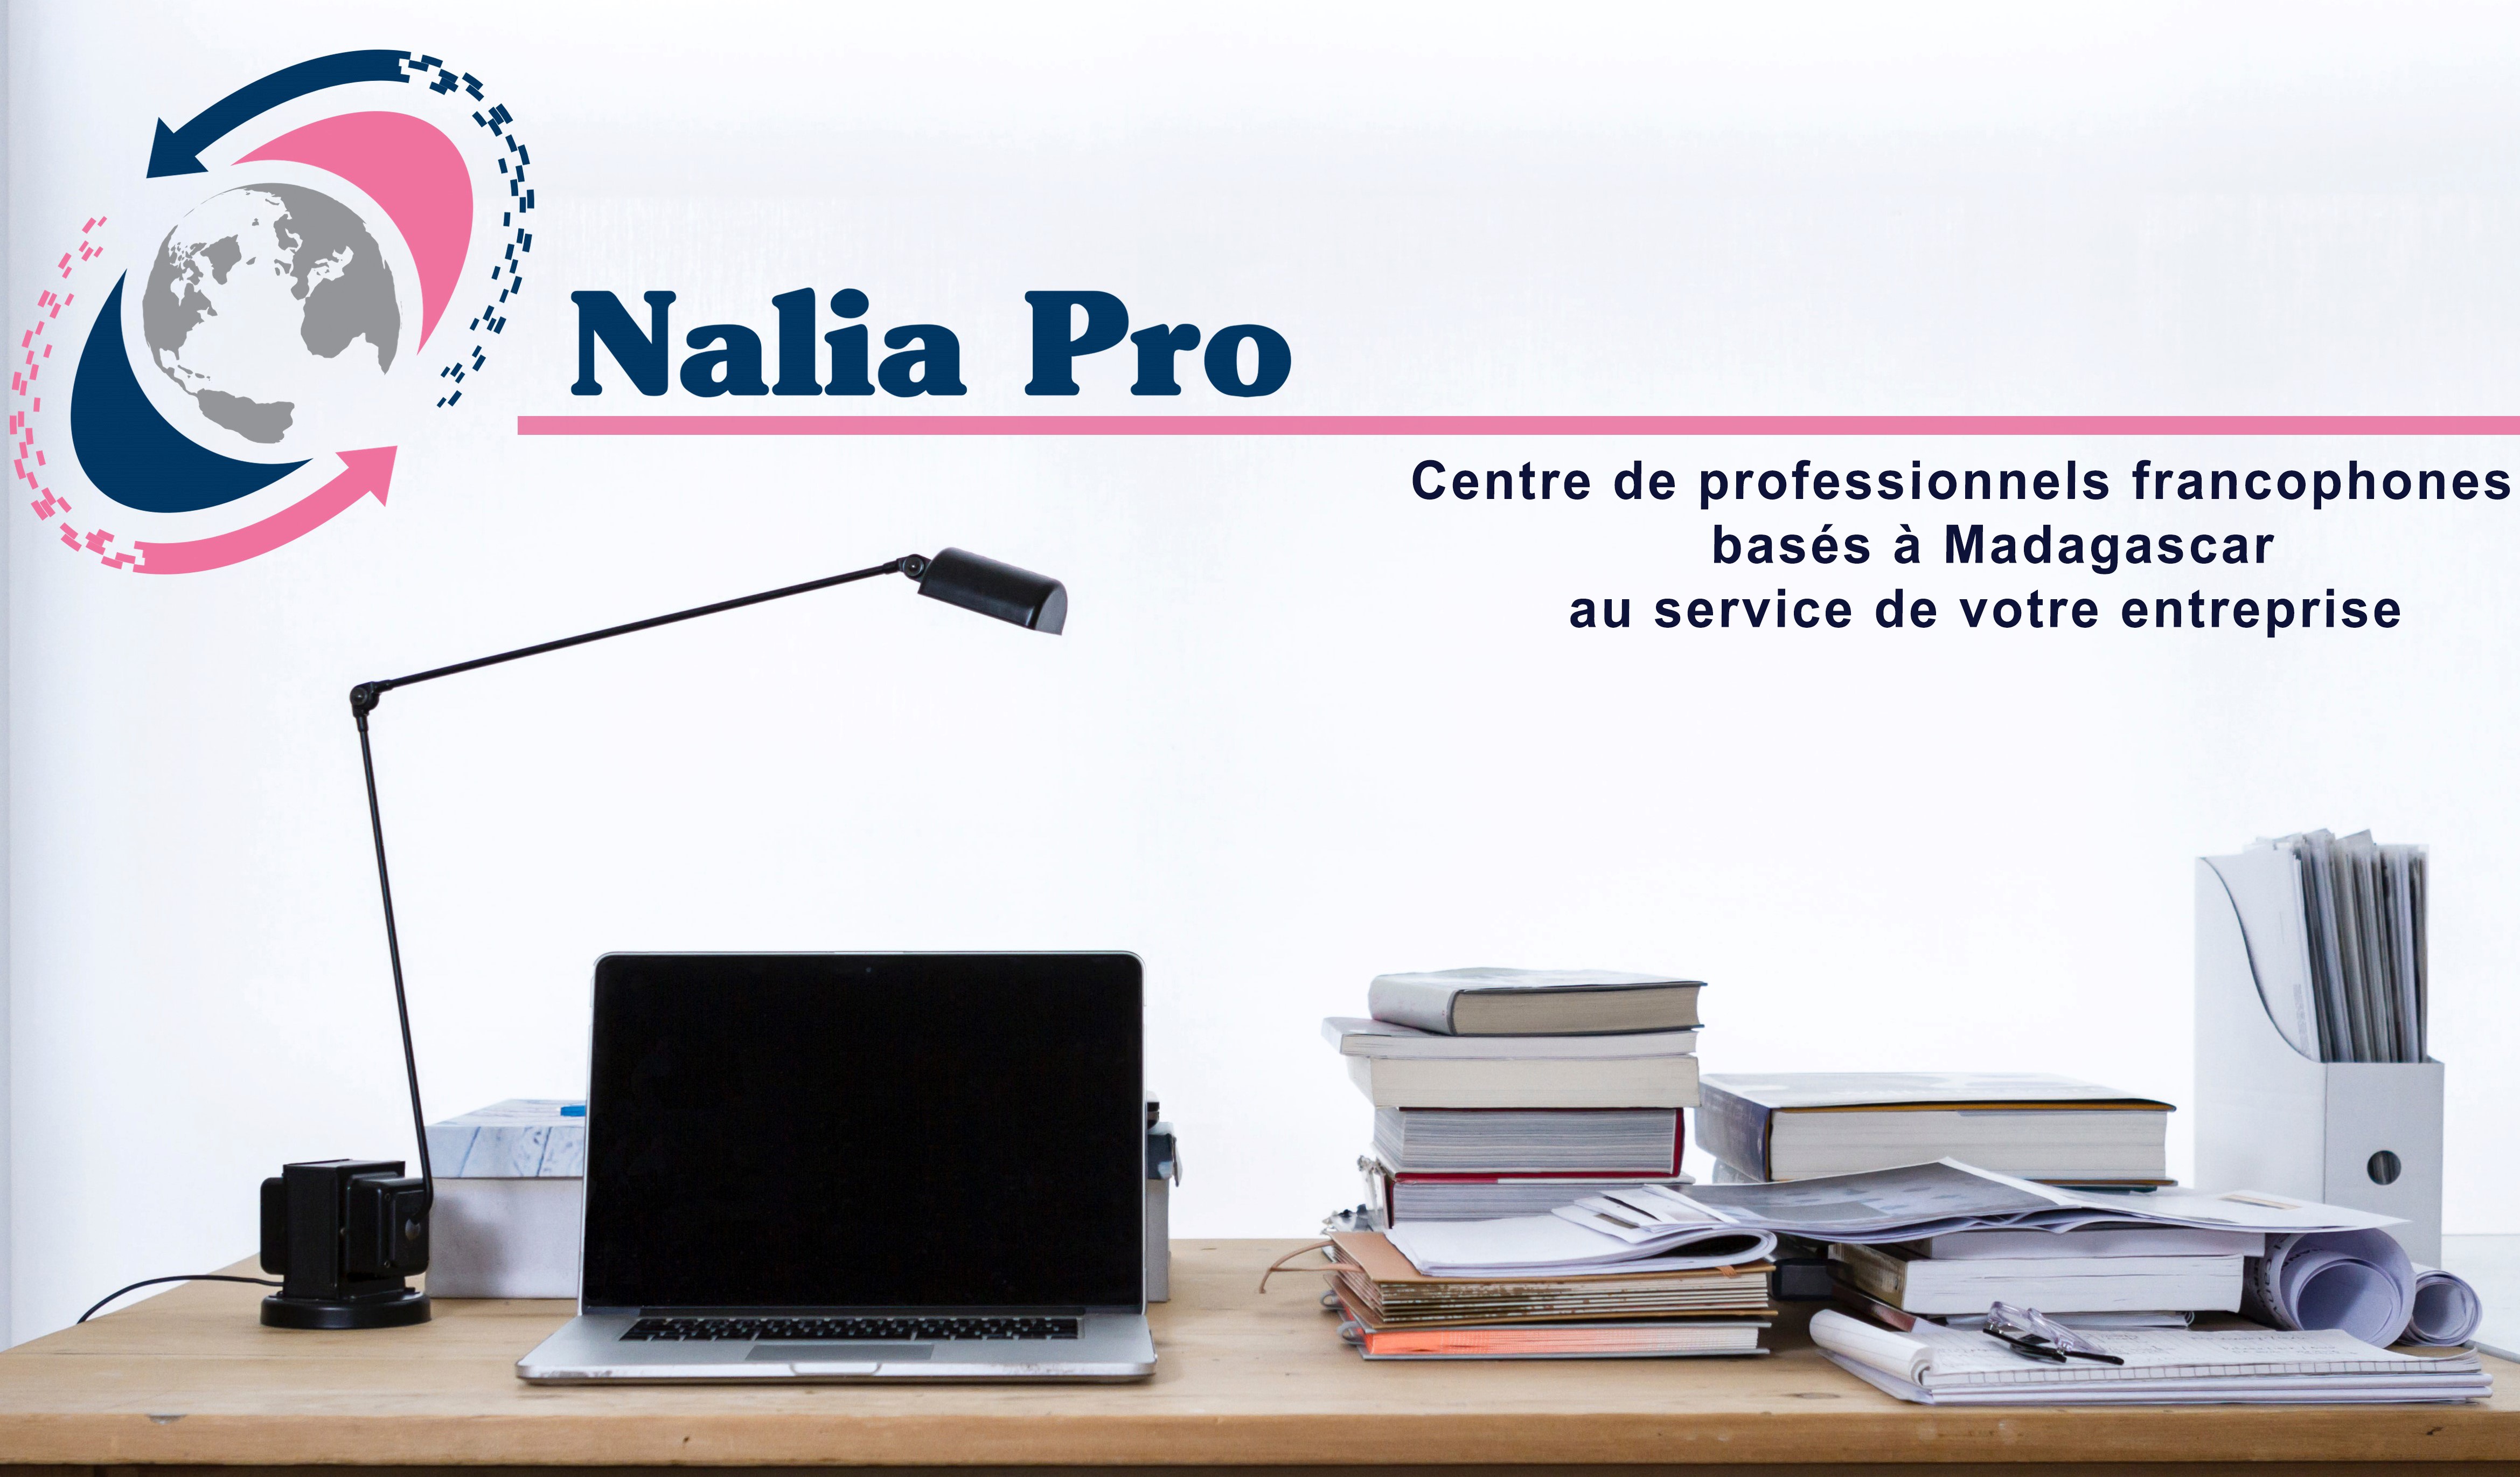 Nalia Pro
Centre de professionnels francophones
basés à Madagascar
au service de votre entreprise